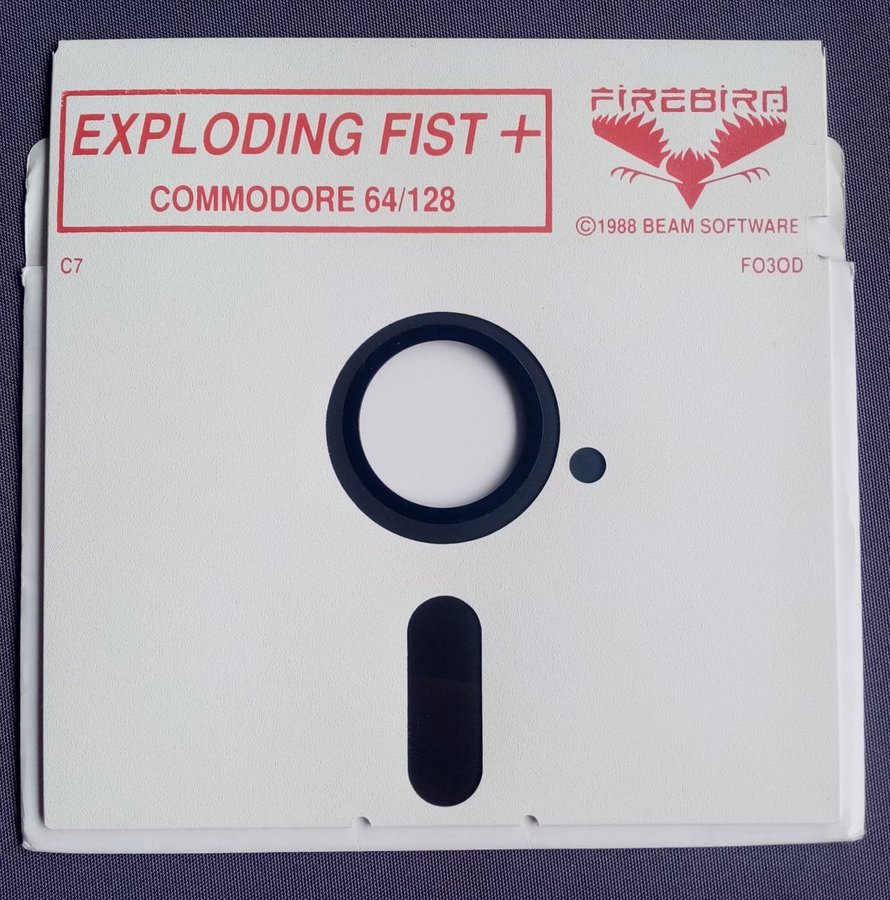 EXPLODING FIST +
COMMODORE 64/128
FIREBIRD
©1988 BEAM SOFTWARE
C7
FO3OD